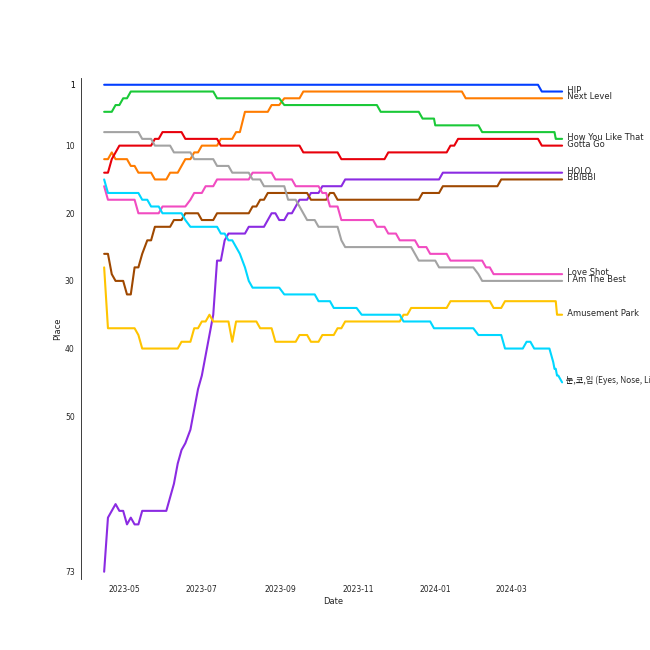 HIP
Next Level
How You Like That
Gotta Go
HOLO
BBIBBI
Love Shot
I Am The Best
Amusement Park
눈,코,입 (Eyes, Nose, Li
1
10
20
30
40
50
73
Place
2023-05
2023-07
2023-09
2023-11
2024-01
2024-03
Date